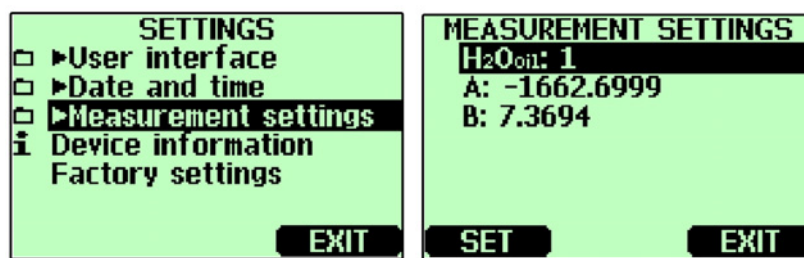 SETTINGS
►User interface
►Date and time
►Measurement settings
i Device information
Factory settings
EXIT
MEASUREMENT SETTINGS
H₂Ooil: 1
A: -1662.6999
B: 7.3694
SET EXIT